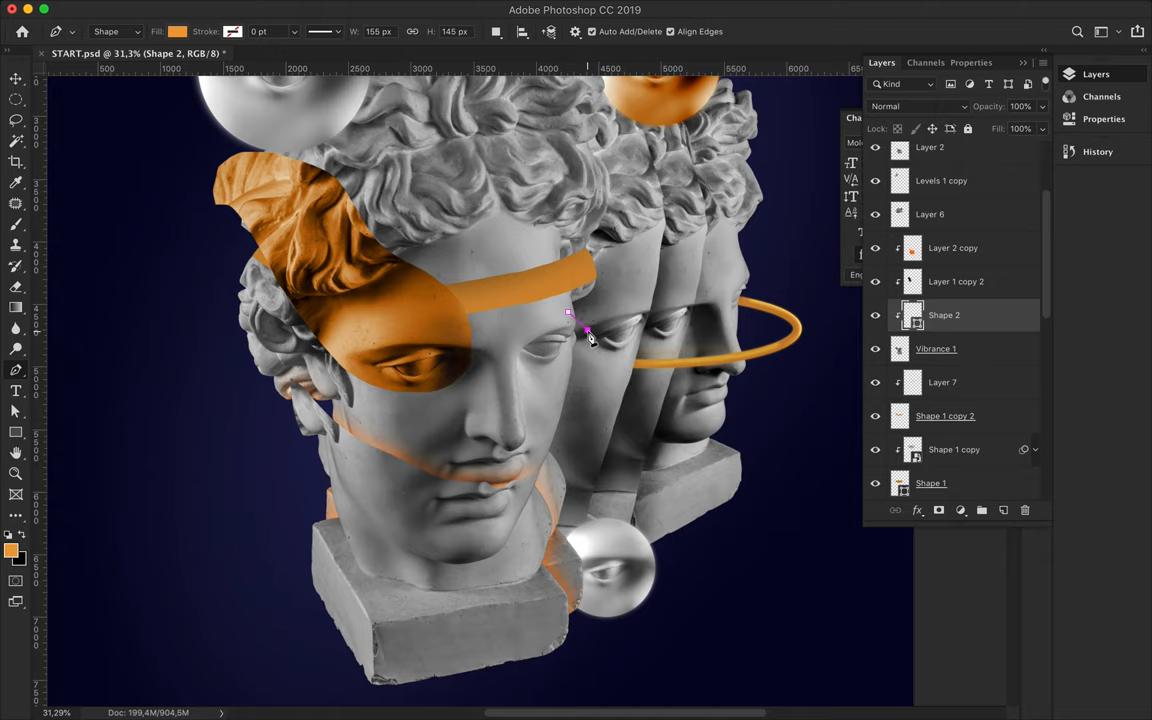 Adobe Photoshop CC 2019
Shape Fill: Stroke: 0 pt W: 155 px H: 145 px Auto Add/Delete Align Edges
START.psd @ 31,3% (Shape 2, RGB/8) *
500 1000 1500 2000 2500 3000 3500 4000 4500 5000 5500 6000
Layers Channels Properties
Kind
Normal Opacity: 100%
Lock: Fill: 100%
Layer 2
Levels 1 copy
Layer 6
Layer 2 copy
Layer 1 copy 2
Shape 2
Vibrance 1
Layer 7
Shape 1 copy 2
Shape 1 copy
Shape 1
fx
Layers
Channels
Properties
History
Cha
Mol
Eng
31,29% Doc: 199,4M/904,5M